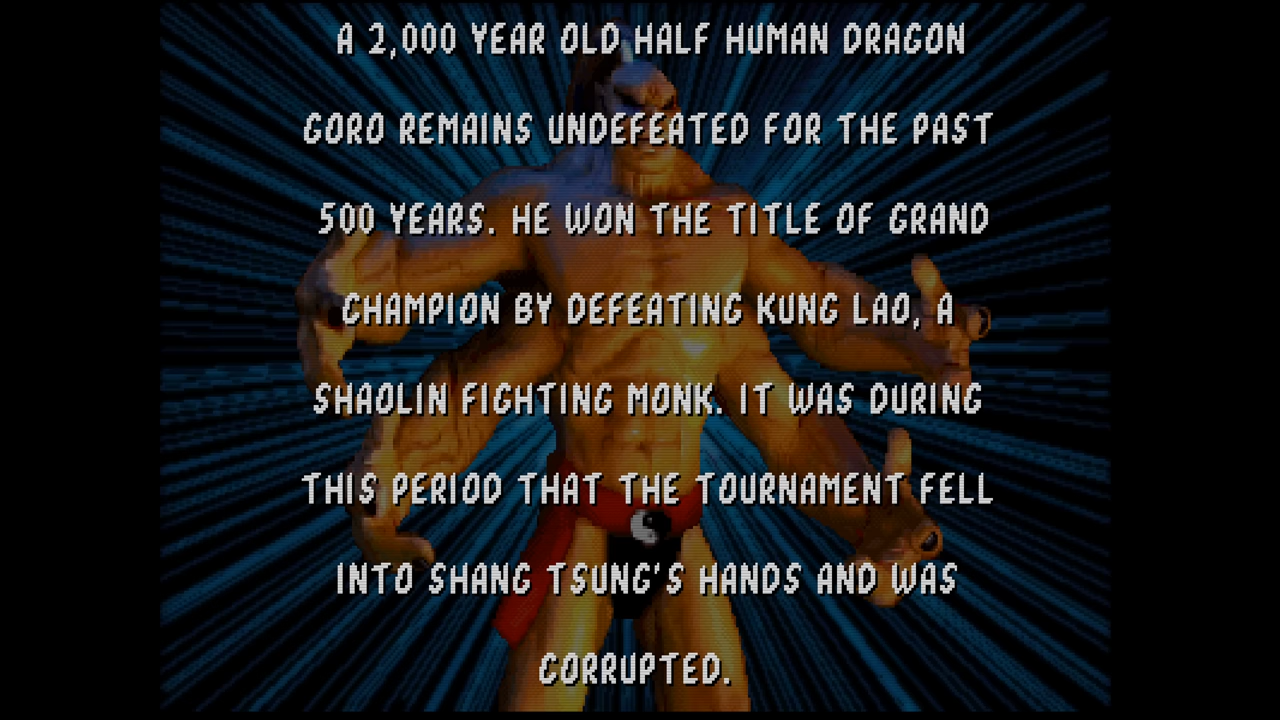 A 2,000 YEAR OLD HALF HUMAN DRAGON
GORO REMAINS UNDEFEATED FOR THE PAST
500 YEARS. HE WON THE TITLE OF GRAND
CHAMPION BY DEFEATING KUNG LAO, A
SHAOLIN FIGHTING MONK. IT WAS DURING
THIS PERIOD THAT THE TOURNAMENT FELL
INTO SHANG TSUNG'S HANDS AND WAS
CORRUPTED.